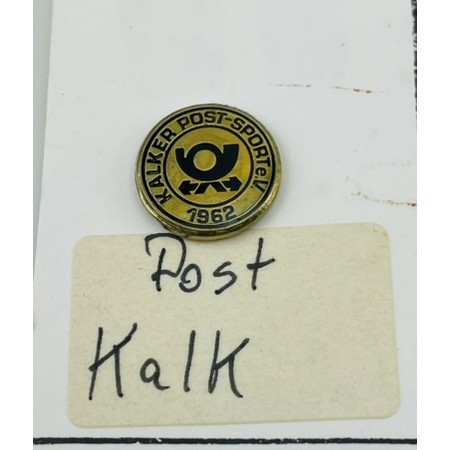 KALKER POST-SPORT e.V.
1962
Post
Kalk